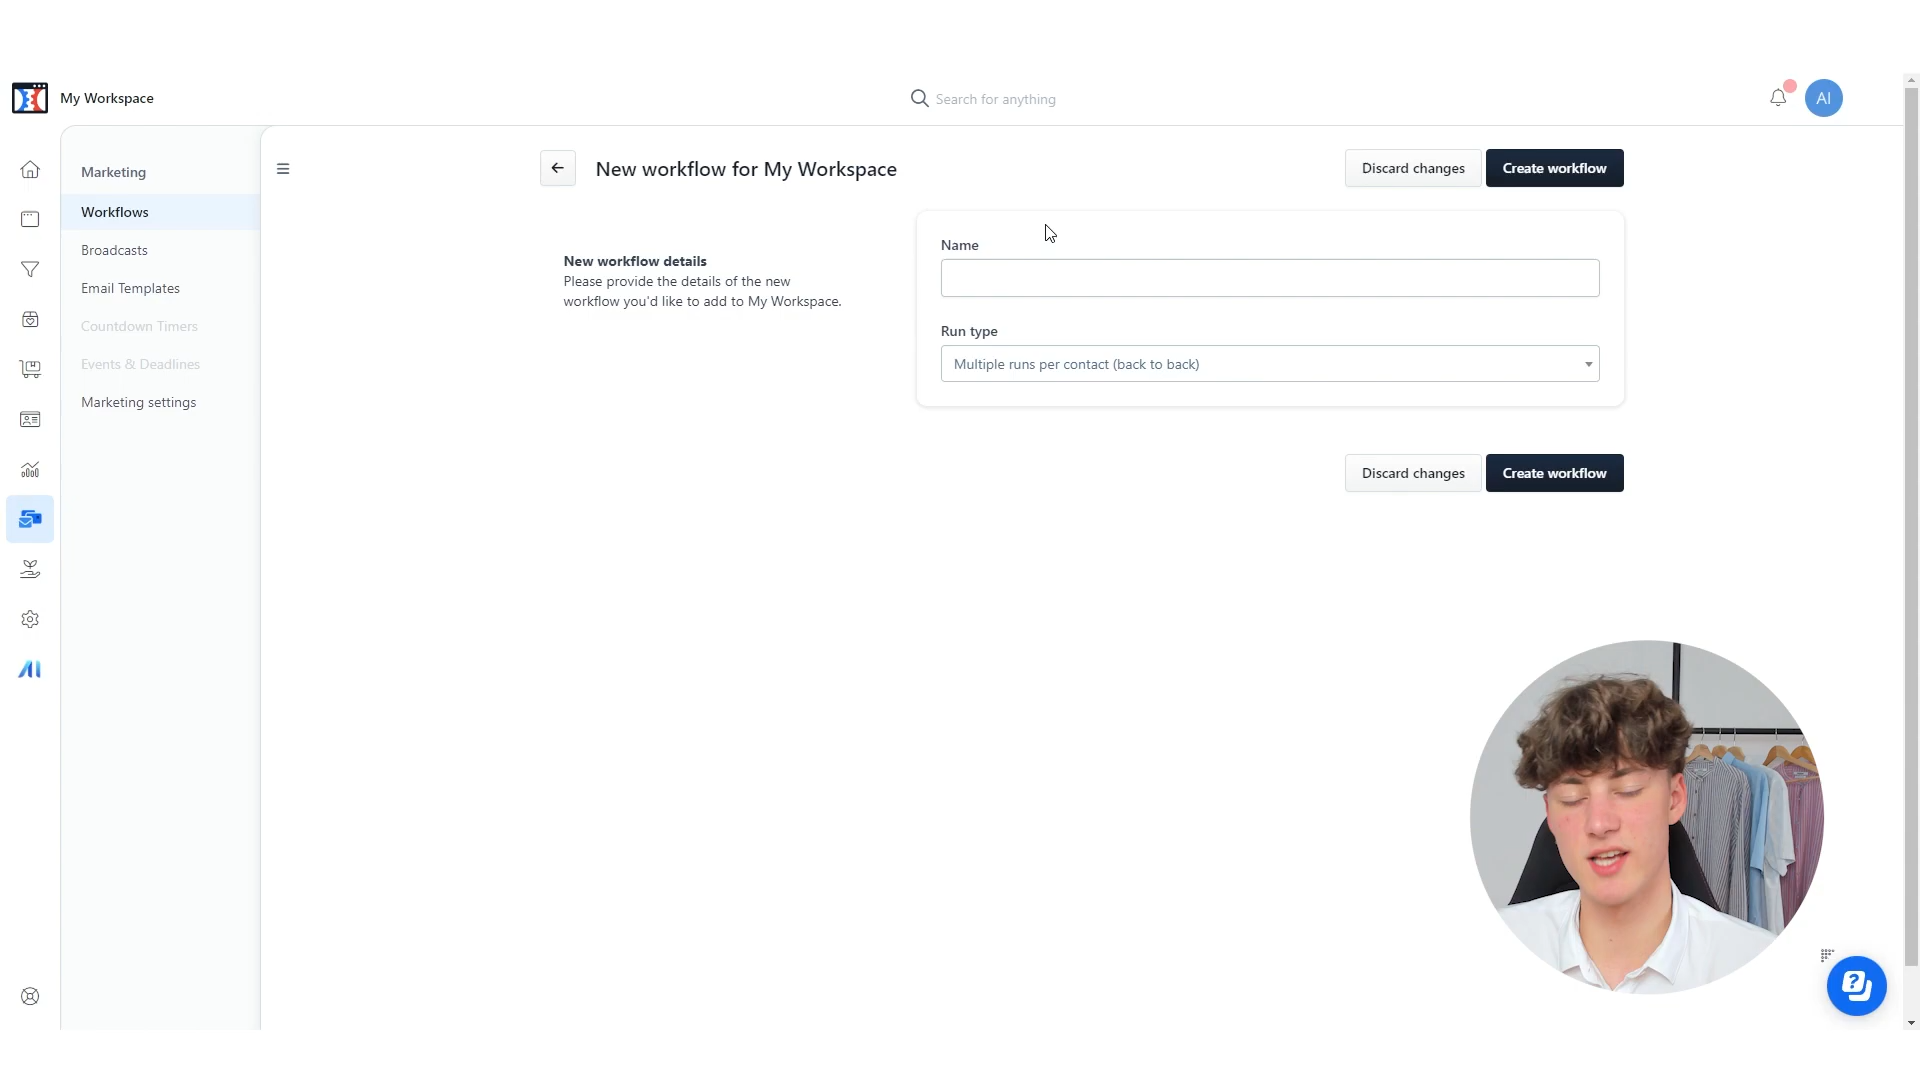 My Workspace
Search for anything
AI
Marketing
Workflows
Broadcasts
Email Templates
Countdown Timers
Events & Deadlines
Marketing settings
New workflow for My Workspace
Discard changes
Create workflow
New workflow details
Please provide the details of the new
workflow you'd like to add to My Workspace.
Name
Run type
Multiple runs per contact (back to back)
Discard changes
Create workflow
AI
?